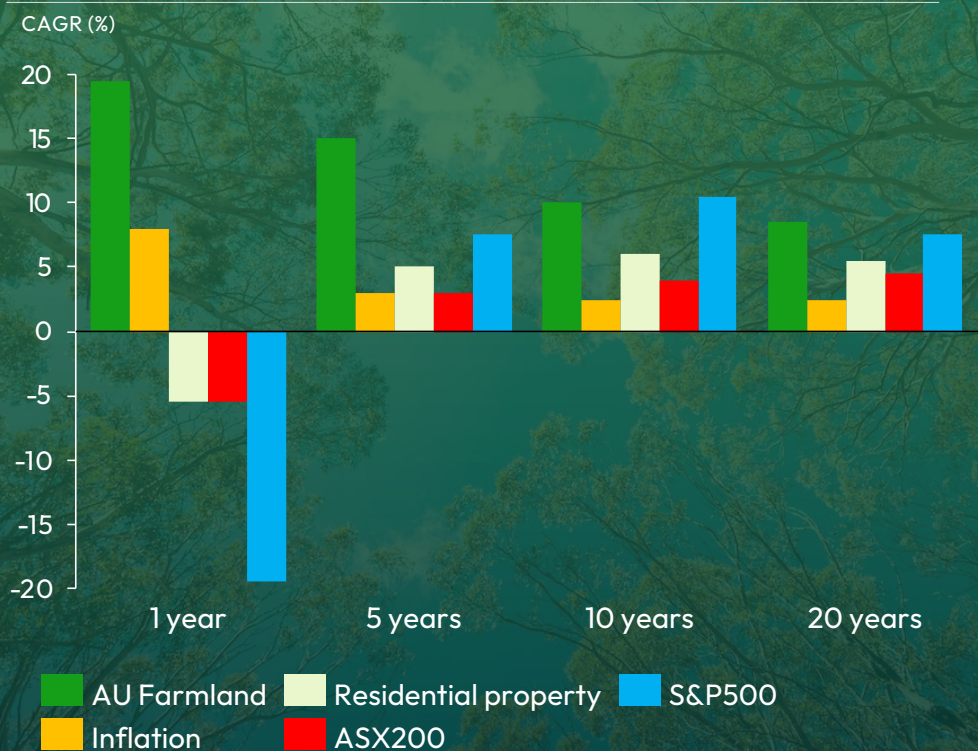 CAGR (%)
20
15
10
5
0
-5
-10
-15
-20
1 year 5 years 10 years 20 years
AU Farmland Residential property S&P500
Inflation ASX200